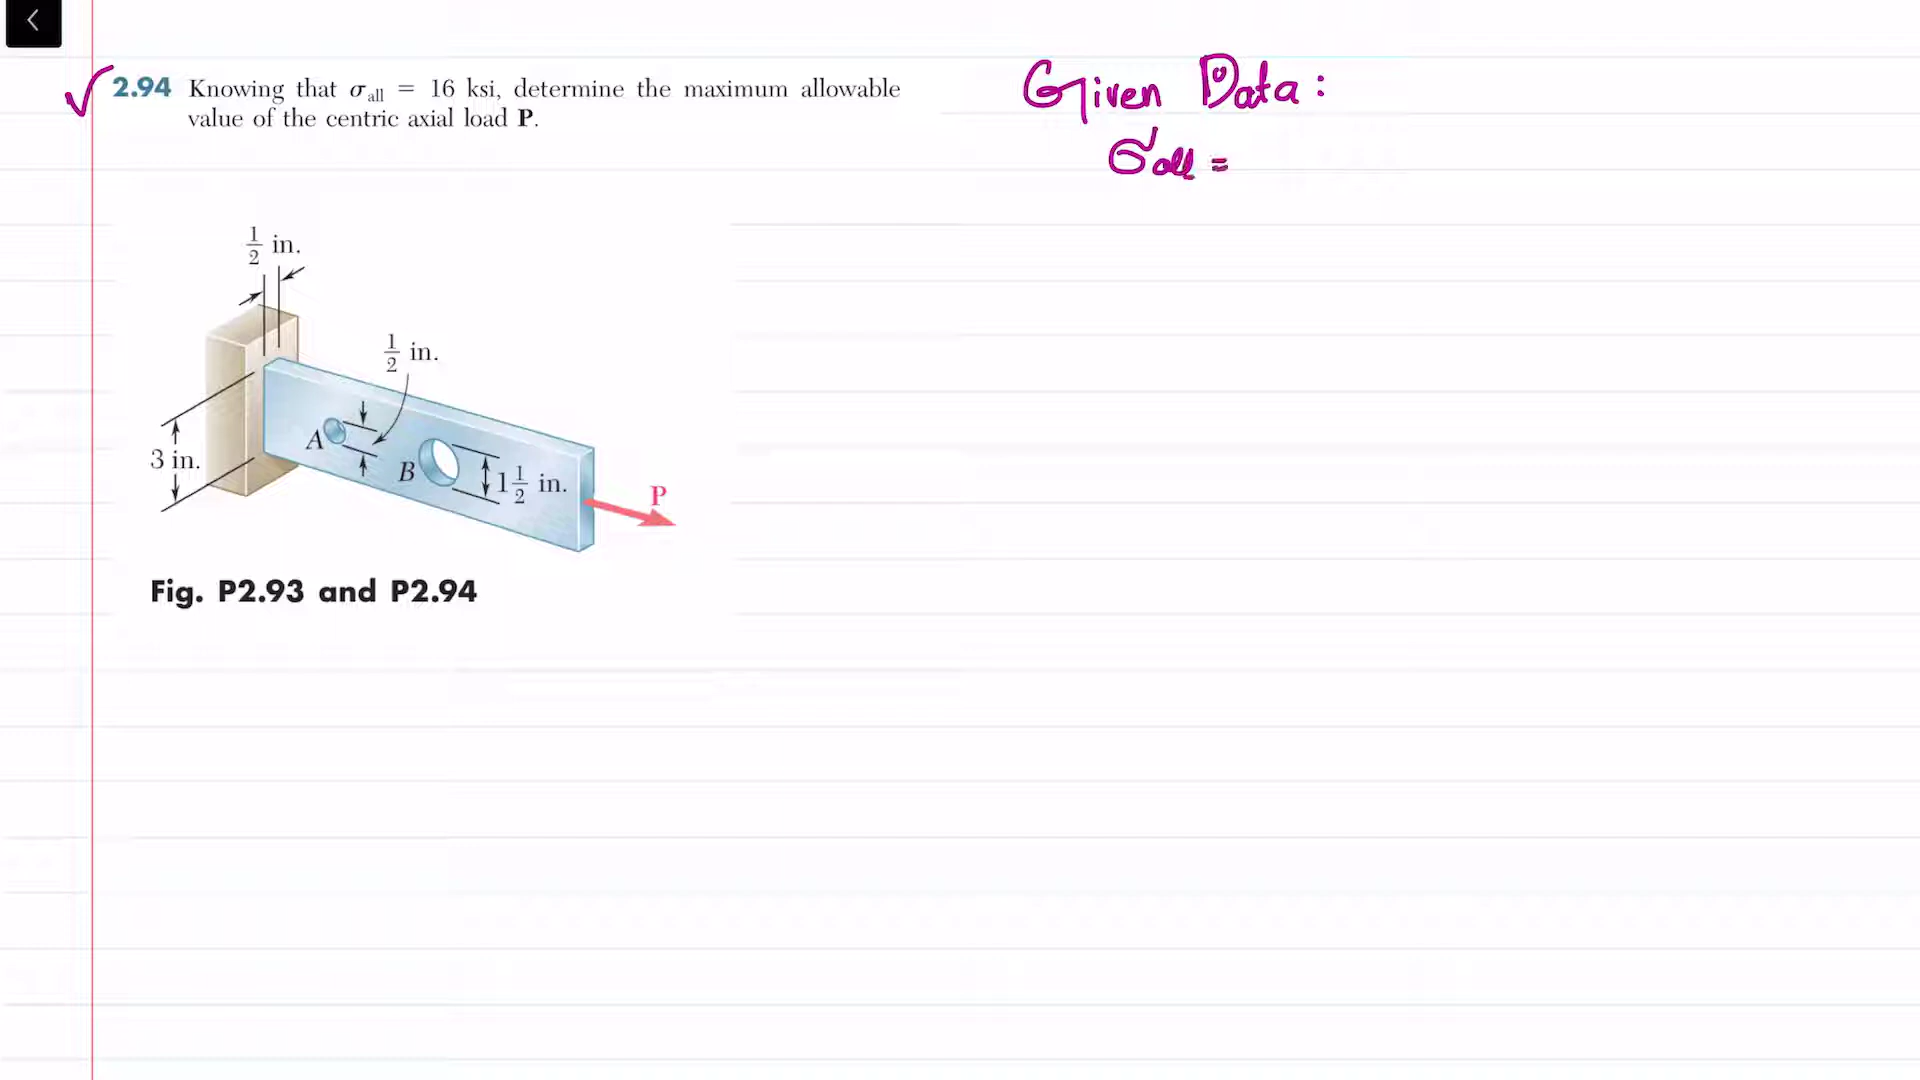 2.94 Knowing that σall = 16 ksi, determine the maximum allowable
value of the centric axial load P.
Given Data :
σall =
1/2 in.
1/2 in.
A
3 in.
B
1 1/2 in.
P
Fig. P2.93 and P2.94